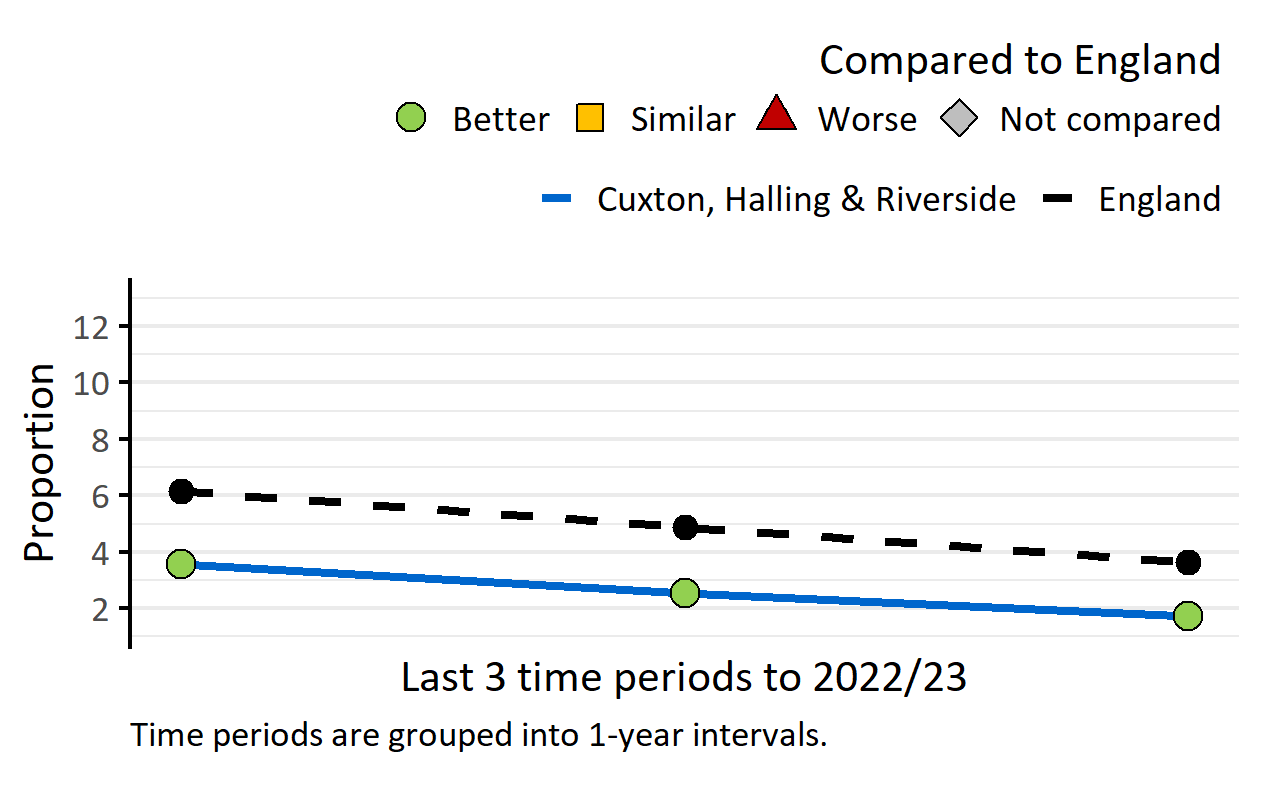 Compared to England
Better Similar Worse Not compared
Cuxton, Halling & Riverside England
Proportion
12
10
8
6
4
2
Last 3 time periods to 2022/23
Time periods are grouped into 1-year intervals.